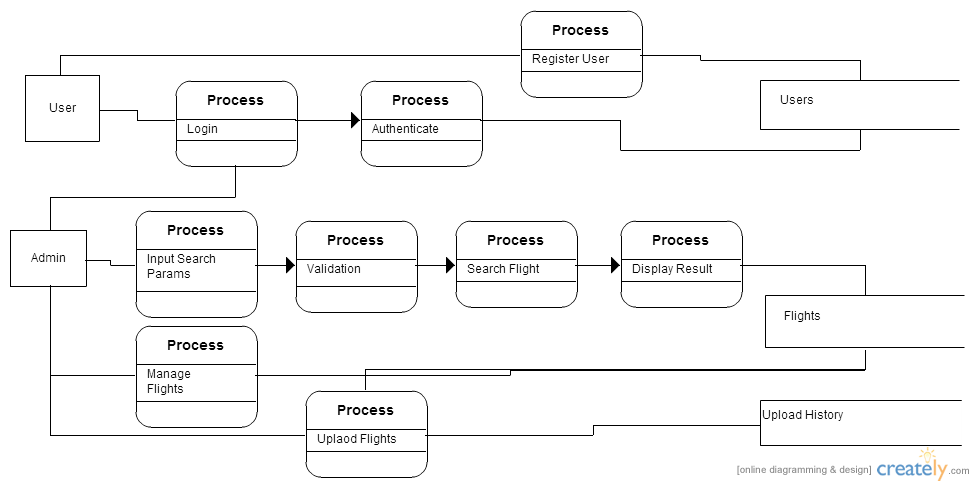 Process
Register User
User
Process
Login
Process
Authenticate
Users
Admin
Process
Input Search
Params
Process
Validation
Process
Search Flight
Process
Display Result
Flights
Process
Manage
Flights
Process
Uplaod Flights
Upload History
[online diagramming & design] creately.com